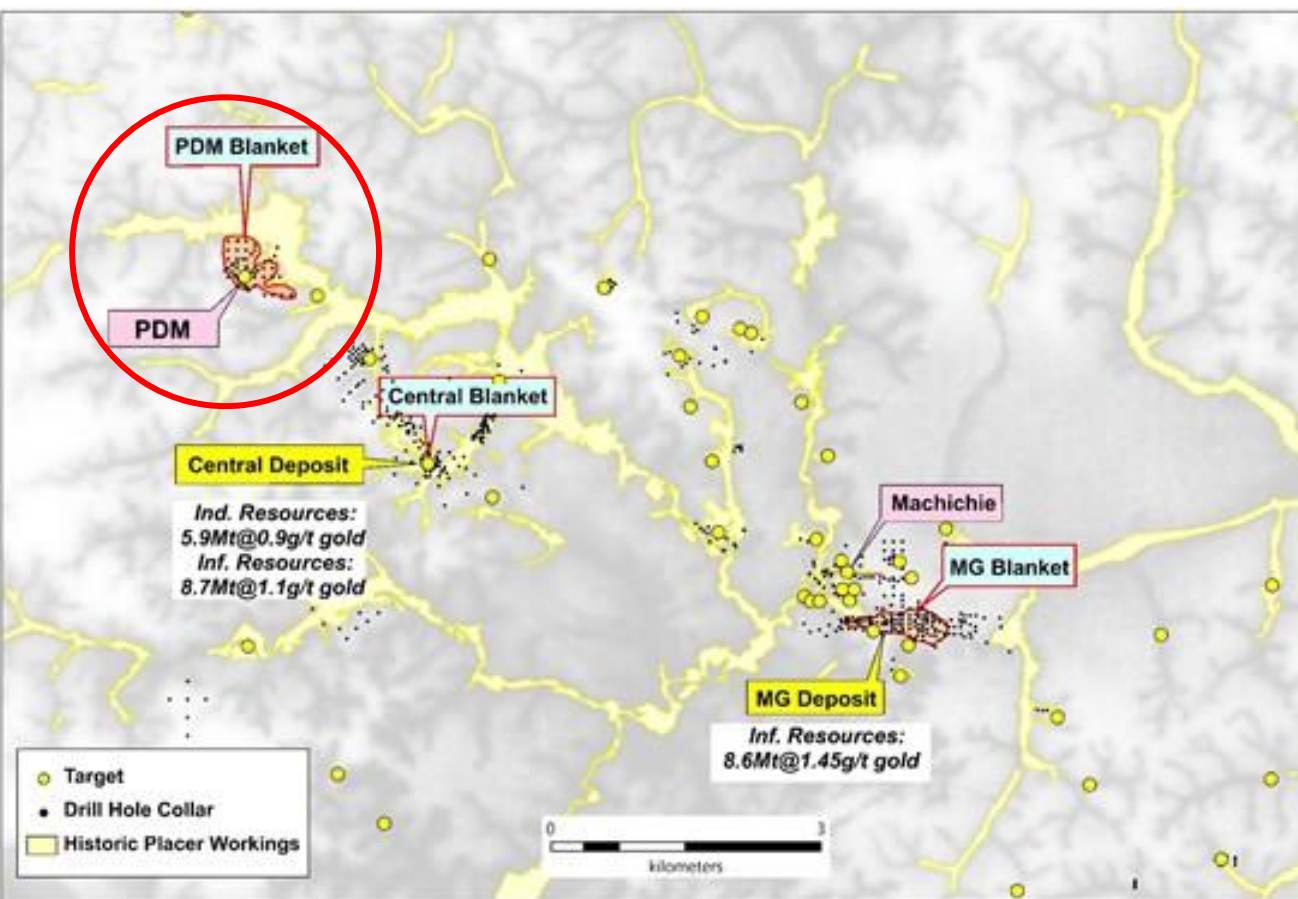 PDM Blanket
PDM
Central Blanket
Central Deposit
Ind. Resources:
5.9Mt@0.9g/t gold
Inf. Resources:
8.7Mt@1.1g/t gold
Machichie
MG Blanket
MG Deposit
Inf. Resources:
8.6Mt@1.45g/t gold
Target
Drill Hole Collar
Historic Placer Workings
0 3
kilometers